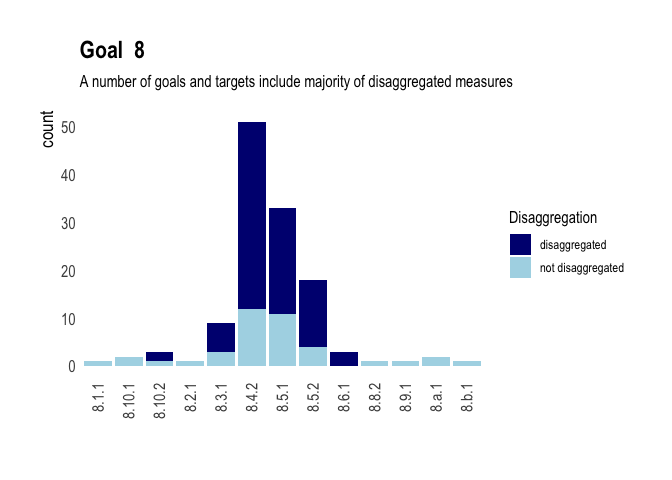 Goal  8
A number of goals and targets include majority of disaggregated measures
count
50
40
30
20
10
0
8.1.1
8.10.1
8.10.2
8.2.1
8.3.1
8.4.2
8.5.1
8.5.2
8.6.1
8.8.2
8.9.1
8.a.1
8.b.1
Disaggregation
disaggregated
not disaggregated